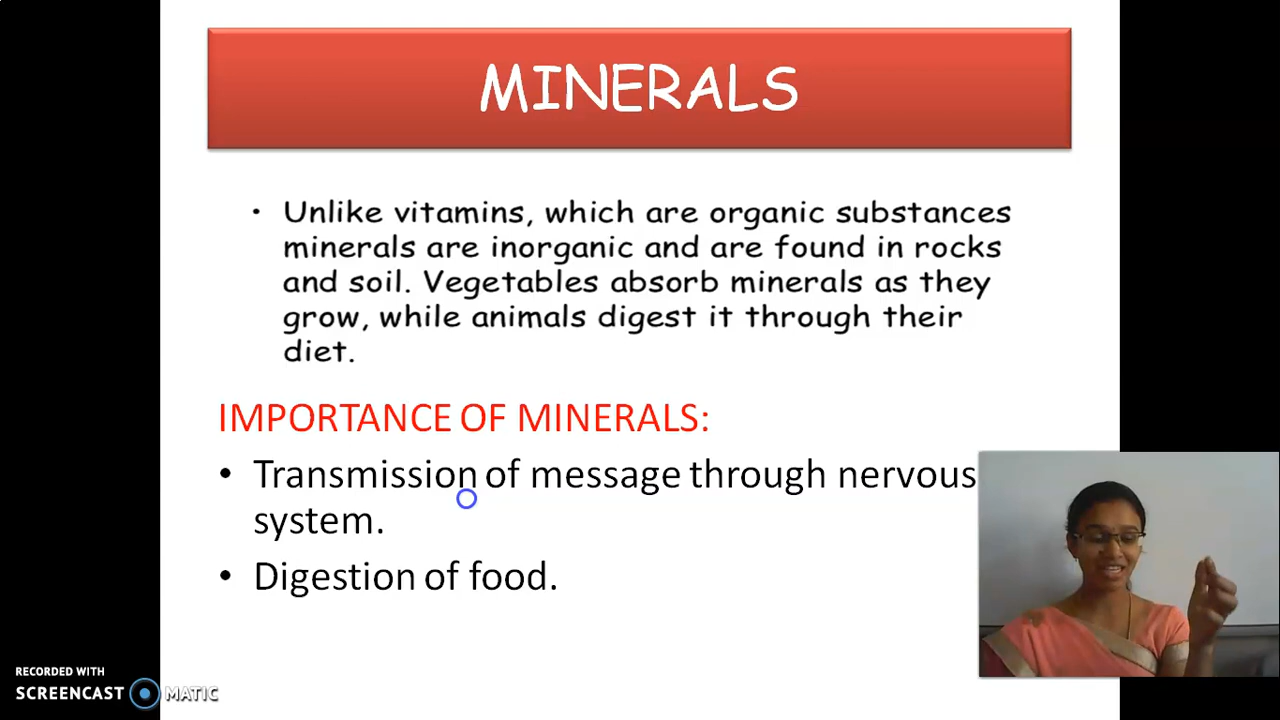 MINERALS
• Unlike vitamins, which are organic substances
minerals are inorganic and are found in rocks
and soil. Vegetables absorb minerals as they
grow, while animals digest it through their
diet.
IMPORTANCE OF MINERALS:
• Transmission of message through nervous
system.
• Digestion of food.
RECORDED WITH
SCREENCAST MATIC